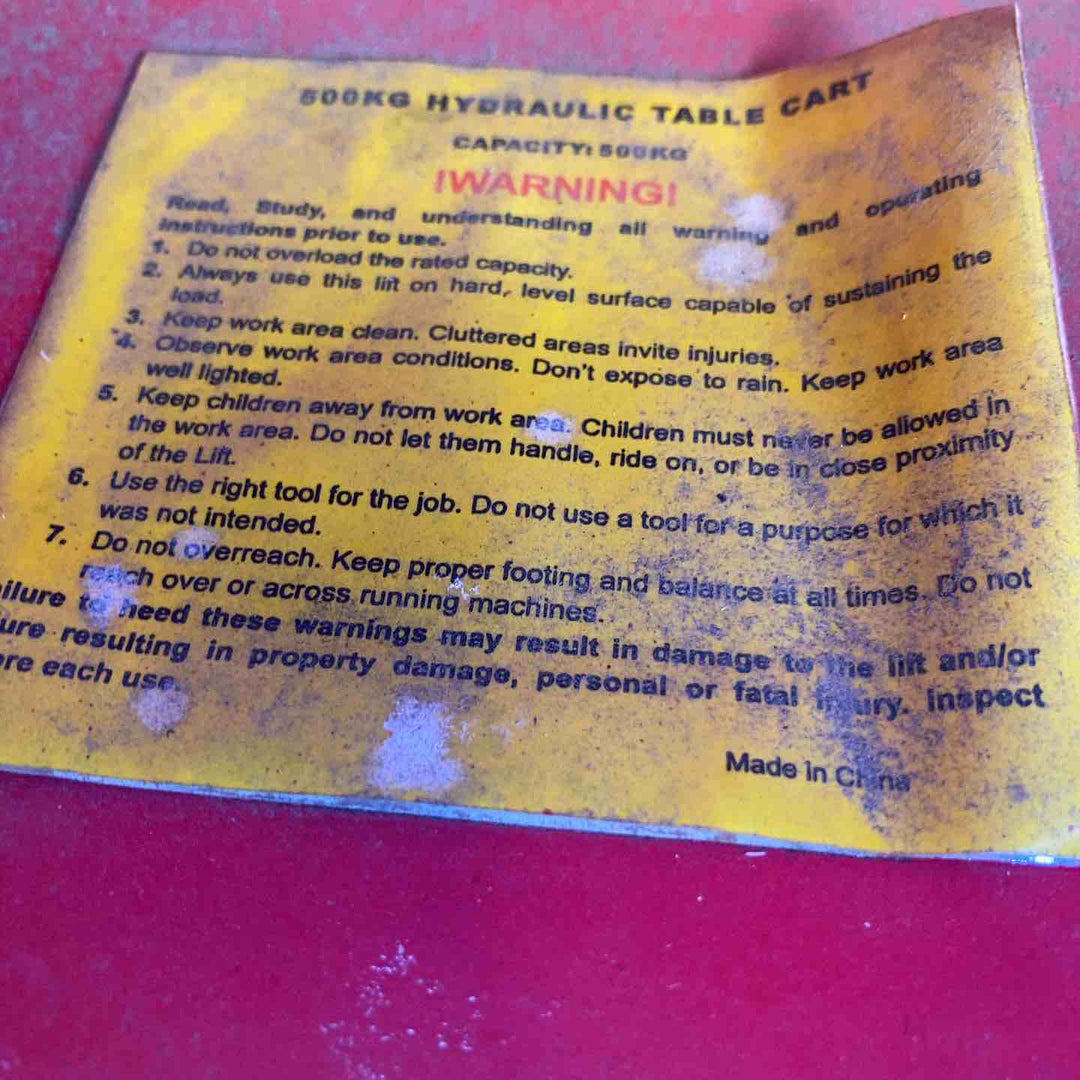 500KG HYDRAULIC TABLE CART
CAPACITY: 500KG
!WARNING!
Read, Study, and understanding all warning and operating
instructions prior to use.
1. Do not overload the rated capacity.
2. Always use this lift on hard, level surface capable of sustaining the
load.
3. Keep work area clean. Cluttered areas invite injuries.
4. Observe work area conditions. Don't expose to rain. Keep work area
well lighted.
5. Keep children away from work area. Children must never be allowed in
the work area. Do not let them handle, ride on, or be in close proximity
of the Lift.
6. Use the right tool for the job. Do not use a tool for a purpose for which it
was not intended.
7. Do not overreach. Keep proper footing and balance at all times. Do not
reach over or across running machines.
ailure to heed these warnings may result in damage to the lift and/or
ure resulting in property damage, personal or fatal injury. Inspect
ore each use
Made in China